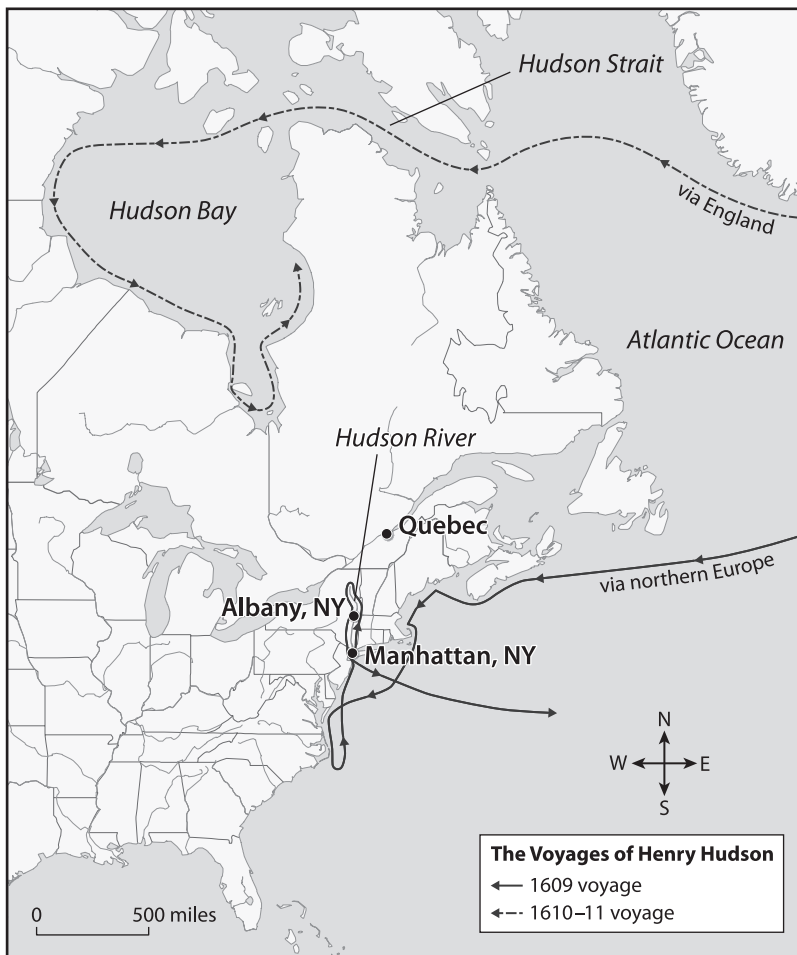 Hudson Strait
via England
Hudson Bay
Atlantic Ocean
Hudson River
Quebec
via northern Europe
Albany, NY
Manhattan, NY
N
W E
S
The Voyages of Henry Hudson
1609 voyage
1610–11 voyage
0 500 miles